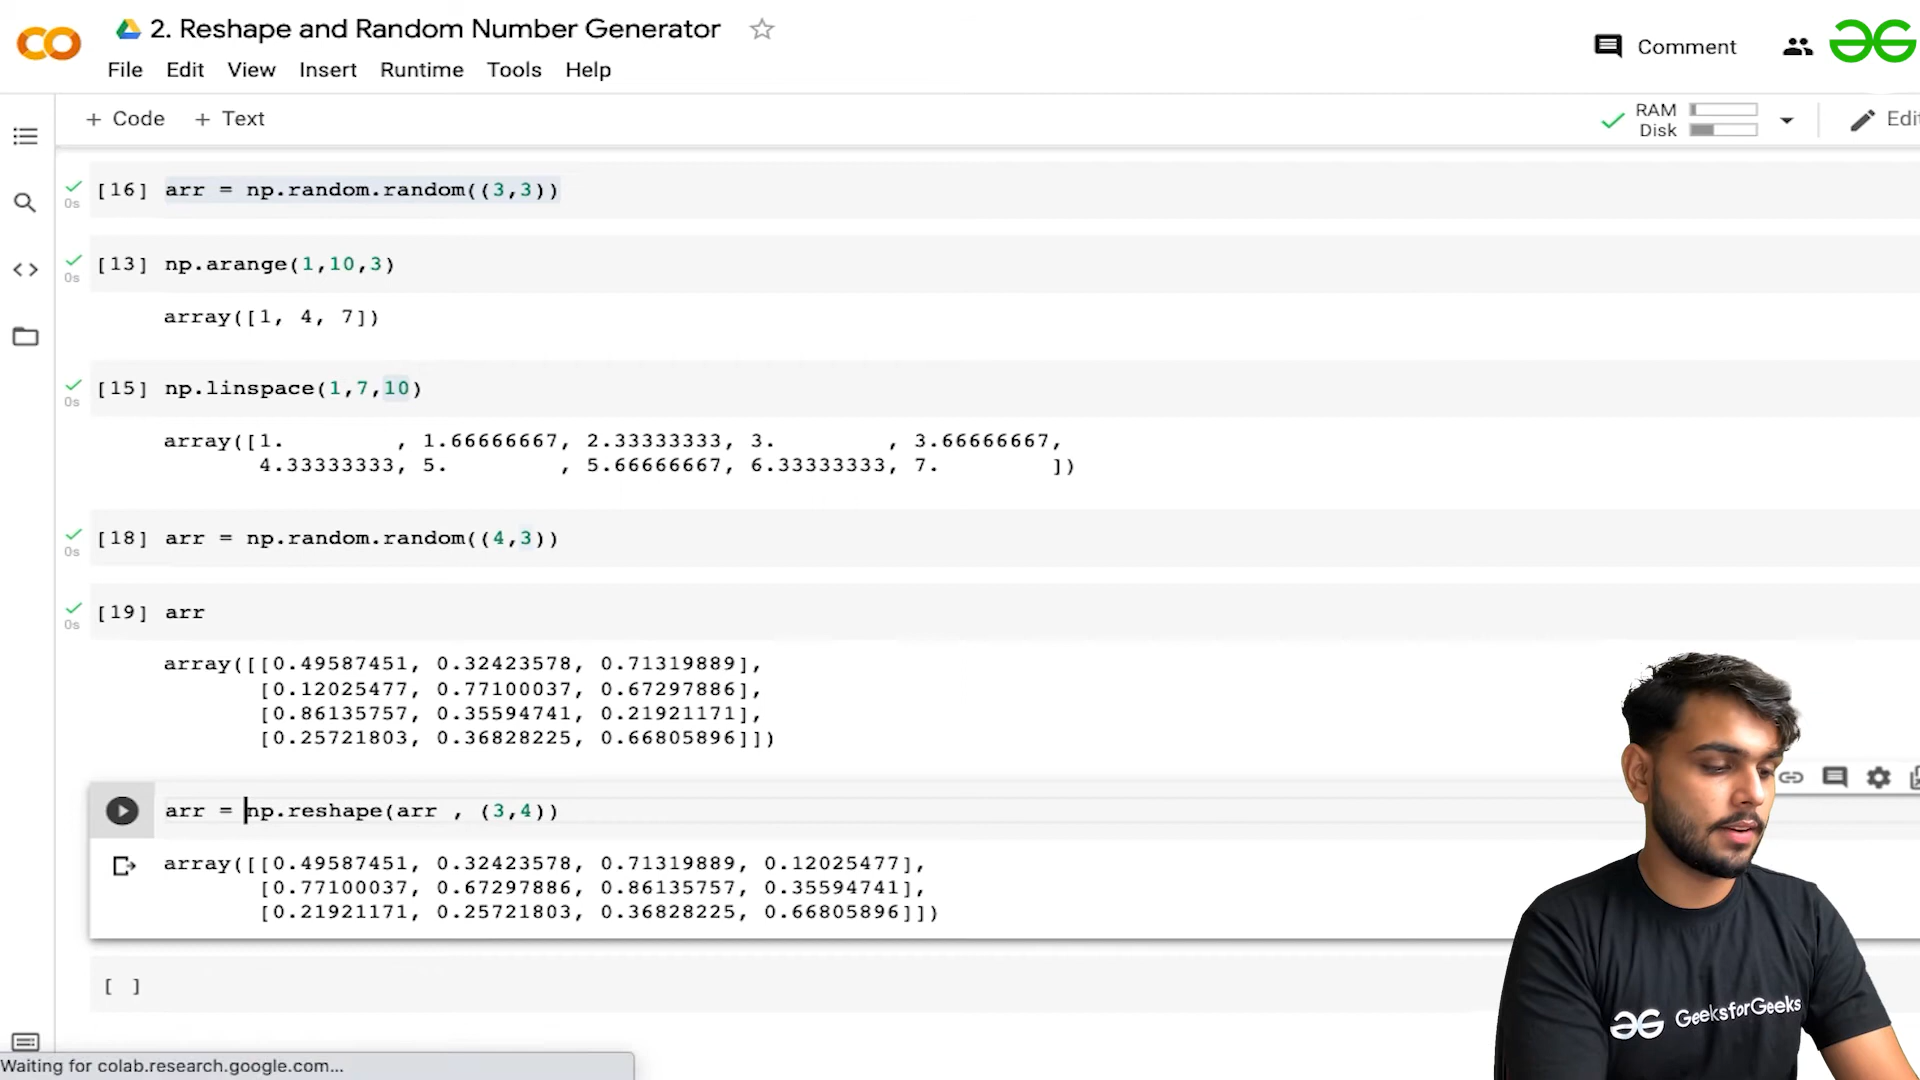 2. Reshape and Random Number Generator
File Edit View Insert Runtime Tools Help
Comment
+ Code + Text
RAM
Disk
[16] arr = np.random.random((3,3))
0s
[13] np.arange(1,10,3)
0s
array([1, 4, 7])
[15] np.linspace(1,7,10)
0s
array([1.        , 1.66666667, 2.33333333, 3.        , 3.66666667,
4.33333333, 5.        , 5.66666667, 6.33333333, 7.        ])
[18] arr = np.random.random((4,3))
0s
[19] arr
0s
array([[0.49587451, 0.32423578, 0.71319889],
[0.12025477, 0.77100037, 0.67297886],
[0.86135757, 0.35594741, 0.21921171],
[0.25721803, 0.36828225, 0.66805896]])
arr = np.reshape(arr , (3,4))
array([[0.49587451, 0.32423578, 0.71319889, 0.12025477],
[0.77100037, 0.67297886, 0.86135757, 0.35594741],
[0.21921171, 0.25721803, 0.36828225, 0.66805896]])
[ ]
GeeksforGeeks
Waiting for colab.research.google.com...